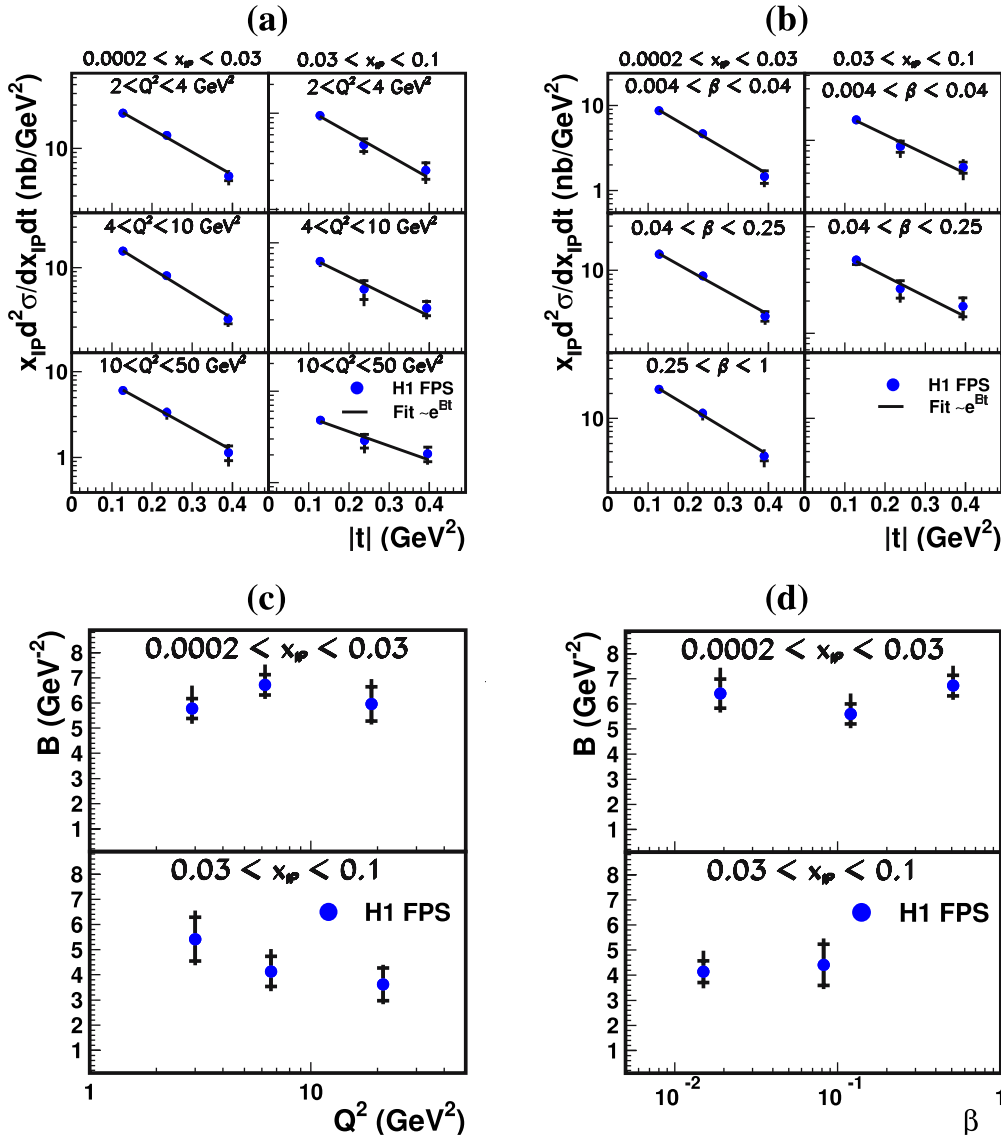 (a)
0.0002 < x_IP < 0.03
0.03 < x_IP < 0.1
x_IP d²σ/dx_IP dt (nb/GeV²)
2<Q²<4 GeV²
2<Q²<4 GeV²
10
4<Q²<10 GeV²
4<Q²<10 GeV²
10
10<Q²<50 GeV²
10<Q²<50 GeV²
H1 FPS
Fit ~e^Bt
1
0 0.1 0.2 0.3 0.4 0 0.1 0.2 0.3 0.4
|t| (GeV²)
(b)
0.0002 < x_IP < 0.03
0.03 < x_IP < 0.1
x_IP d²σ/dx_IP dt (nb/GeV²)
0.004 < β < 0.04
0.004 < β < 0.04
10
1
0.04 < β < 0.25
0.04 < β < 0.25
10
0.25 < β < 1
H1 FPS
Fit ~e^Bt
10
0 0.1 0.2 0.3 0.4 0 0.1 0.2 0.3 0.4
|t| (GeV²)
(c)
B (GeV⁻²)
0.0002 < x_IP < 0.03
8
7
6
5
4
3
2
1
0.03 < x_IP < 0.1
H1 FPS
8
7
6
5
4
3
2
1
1 10
Q² (GeV²)
(d)
B (GeV⁻²)
0.0002 < x_IP < 0.03
8
7
6
5
4
3
2
1
0.03 < x_IP < 0.1
H1 FPS
8
7
6
5
4
3
2
1
10⁻² 10⁻¹ 1
β